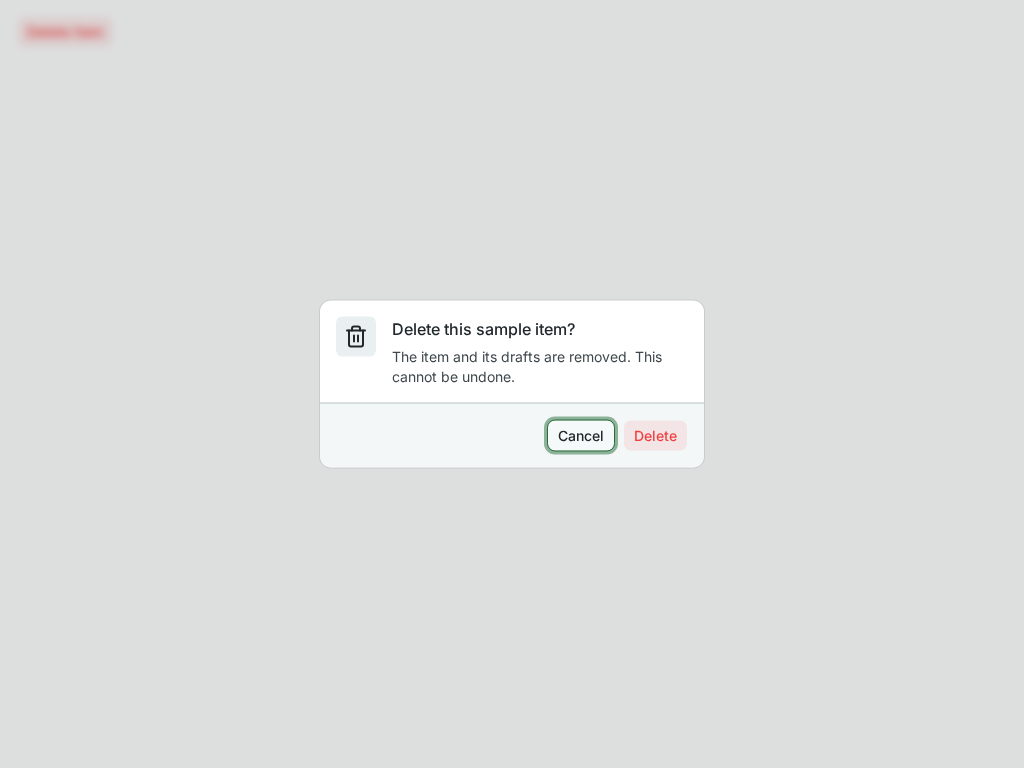 Delete this sample item?
The item and its drafts are removed. This
cannot be undone.
Cancel
Delete